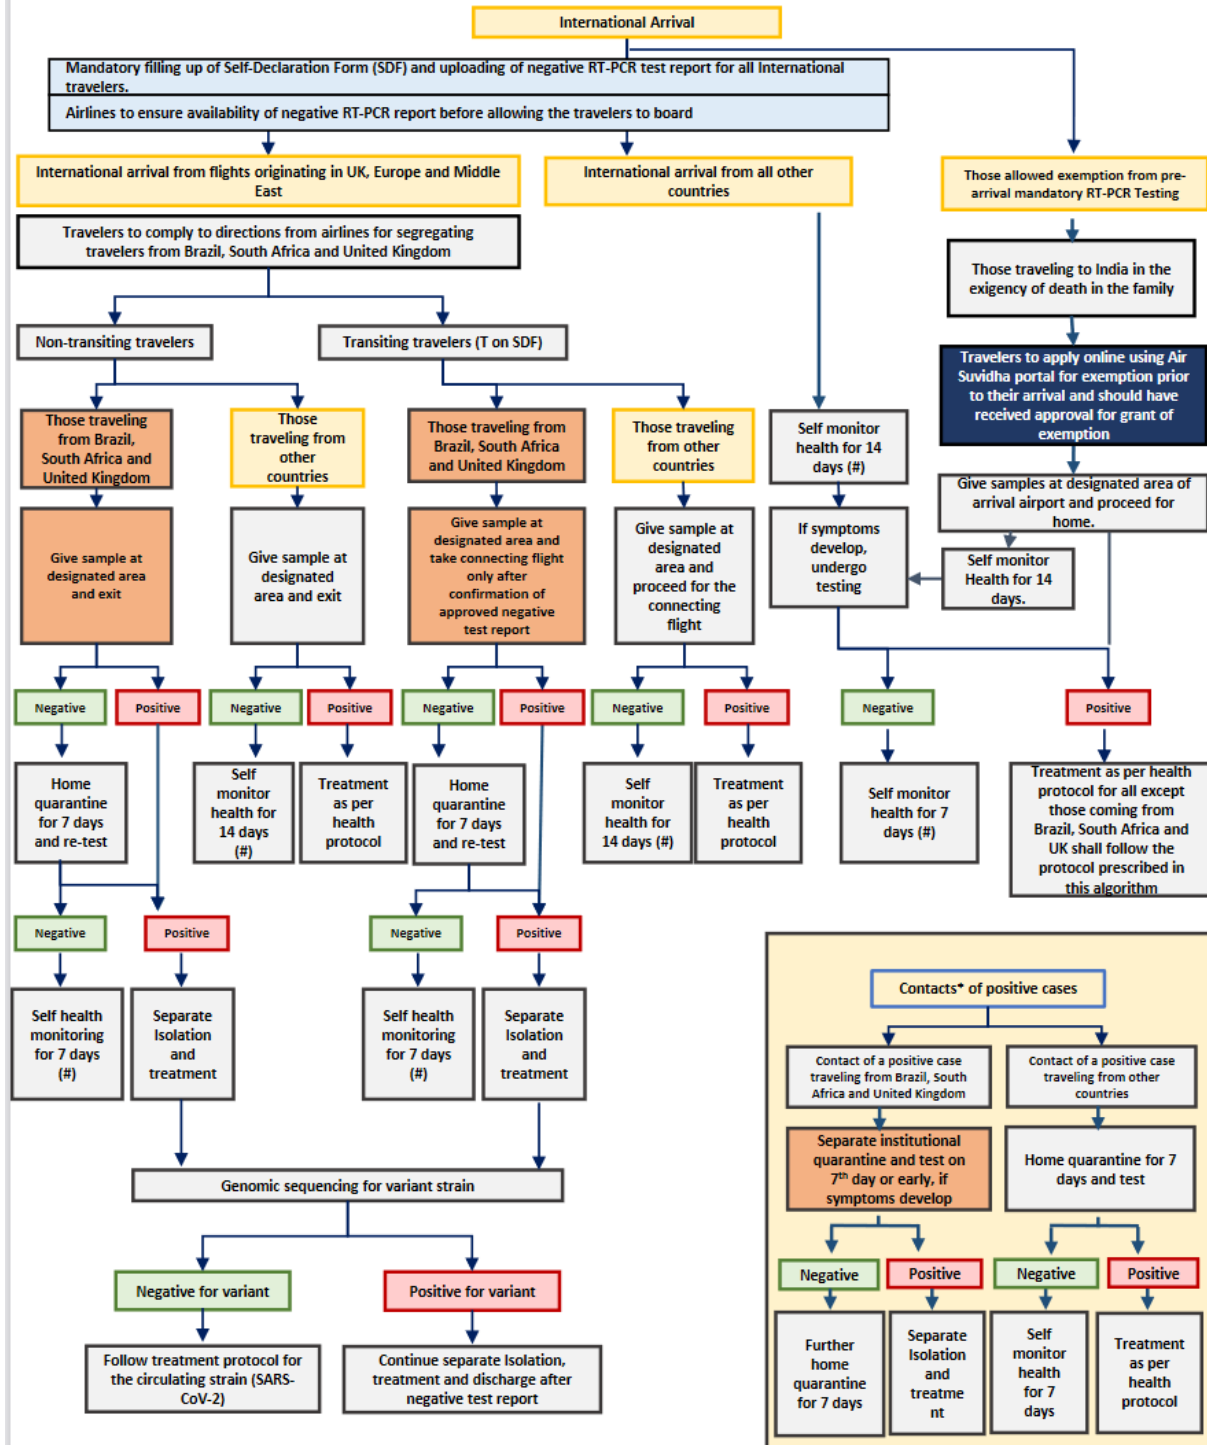 International Arrival
Mandatory filling up of Self-Declaration Form (SDF) and uploading of negative RT-PCR test report for all International
travelers.
Airlines to ensure availability of negative RT-PCR report before allowing the travelers to board
International arrival from flights originating in UK, Europe and Middle
East
International arrival from all other
countries
Those allowed exemption from pre-
arrival mandatory RT-PCR Testing
Travelers to comply to directions from airlines for segregating
travelers from Brazil, South Africa and United Kingdom
Those traveling to India in the
exigency of death in the family
Non-transiting travelers
Transiting travelers (T on SDF)
Travelers to apply online using Air
Suvidha portal for exemption prior
to their arrival and should have
received approval for grant of
exemption
Those traveling
from Brazil,
South Africa and
United Kingdom
Those
traveling from
other
countries
Those traveling from
Brazil, South Africa
and United Kingdom
Those traveling
from other
countries
Self monitor
health for 14
days (#)
Give samples at designated area of
arrival airport and proceed for
home.
Give sample at
designated area
and exit
Give sample at
designated
area and exit
Give sample at
designated area and
take connecting flight
only after
confirmation of
approved negative
test report
Give sample at
designated
area and
proceed for the
connecting
flight
If symptoms
develop,
undergo
testing
Self monitor
Health for 14
days.
Negative
Positive
Negative
Positive
Negative
Positive
Negative
Positive
Negative
Positive
Home
quarantine
for 7 days
and re-test
Self
monitor
health for
14 days
(#)
Treatment
as per
health
protocol
Home
quarantine
for 7 days
and re-test
Self
monitor
health for
14 days (#)
Treatment
as per
health
protocol
Self monitor
health for 7
days (#)
Treatment as per health
protocol for all except
those coming from
Brazil, South Africa and
UK shall follow the
protocol prescribed in
this algorithm
Negative
Positive
Negative
Positive
Self health
monitoring
for 7 days
(#)
Separate
Isolation
and
treatment
Self health
monitoring
for 7 days
(#)
Separate
Isolation
and
treatment
Genomic sequencing for variant strain
Negative for variant
Positive for variant
Follow treatment protocol for
the circulating strain (SARS-
CoV-2)
Continue separate Isolation,
treatment and discharge after
negative test report
Contacts* of positive cases
Contact of a positive case
traveling from Brazil, South
Africa and United Kingdom
Contact of a positive case
traveling from other
countries
Separate institutional
quarantine and test on
7th day or early, if
symptoms develop
Home quarantine for 7
days and test
Negative
Positive
Negative
Positive
Further
home
quarantine
for 7 days
Separate
Isolation
and
treatme
nt
Self
monitor
health
for 7
days
Treatment
as per
health
protocol